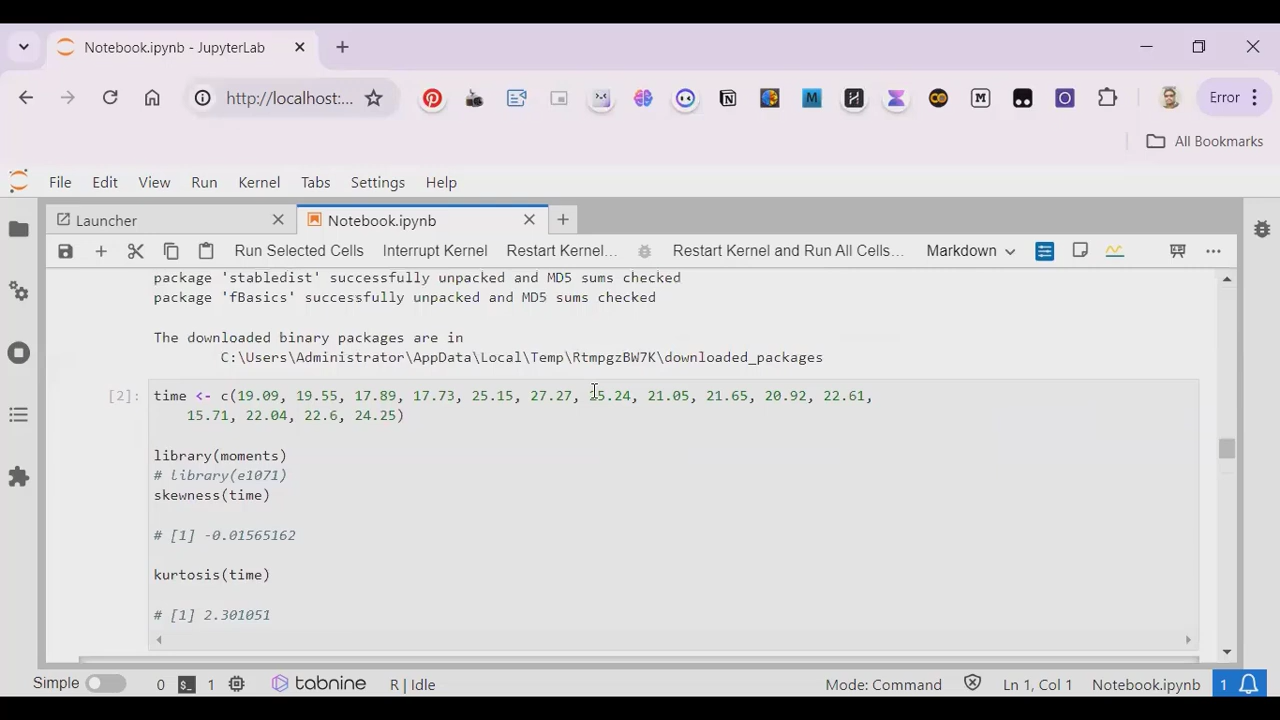 Notebook.ipynb - JupyterLab
http://localhost:...
Error
All Bookmarks
File Edit View Run Kernel Tabs Settings Help
Launcher Notebook.ipynb
Run Selected Cells Interrupt Kernel Restart Kernel... Restart Kernel and Run All Cells... Markdown
package 'stabledist' successfully unpacked and MD5 sums checked
package 'fBasics' successfully unpacked and MD5 sums checked
The downloaded binary packages are in
C:\Users\Administrator\AppData\Local\Temp\RtmpgzBW7K\downloaded_packages
[2]: time <- c(19.09, 19.55, 17.89, 17.73, 25.15, 27.27, 25.24, 21.05, 21.65, 20.92, 22.61,
15.71, 22.04, 22.6, 24.25)
library(moments)
# library(e1071)
skewness(time)
# [1] -0.01565162
kurtosis(time)
# [1] 2.301051
Simple 0 1 tabnine R | Idle Mode: Command Ln 1, Col 1 Notebook.ipynb 1